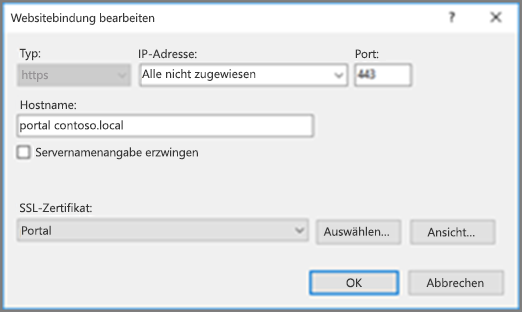 Websitebindung bearbeiten
?
Typ: IP-Adresse: Port:
https Alle nicht zugewiesen 443
Hostname:
portal contoso.local
Servernamenangabe erzwingen
SSL-Zertifikat:
Portal Auswählen... Ansicht...
OK Abbrechen